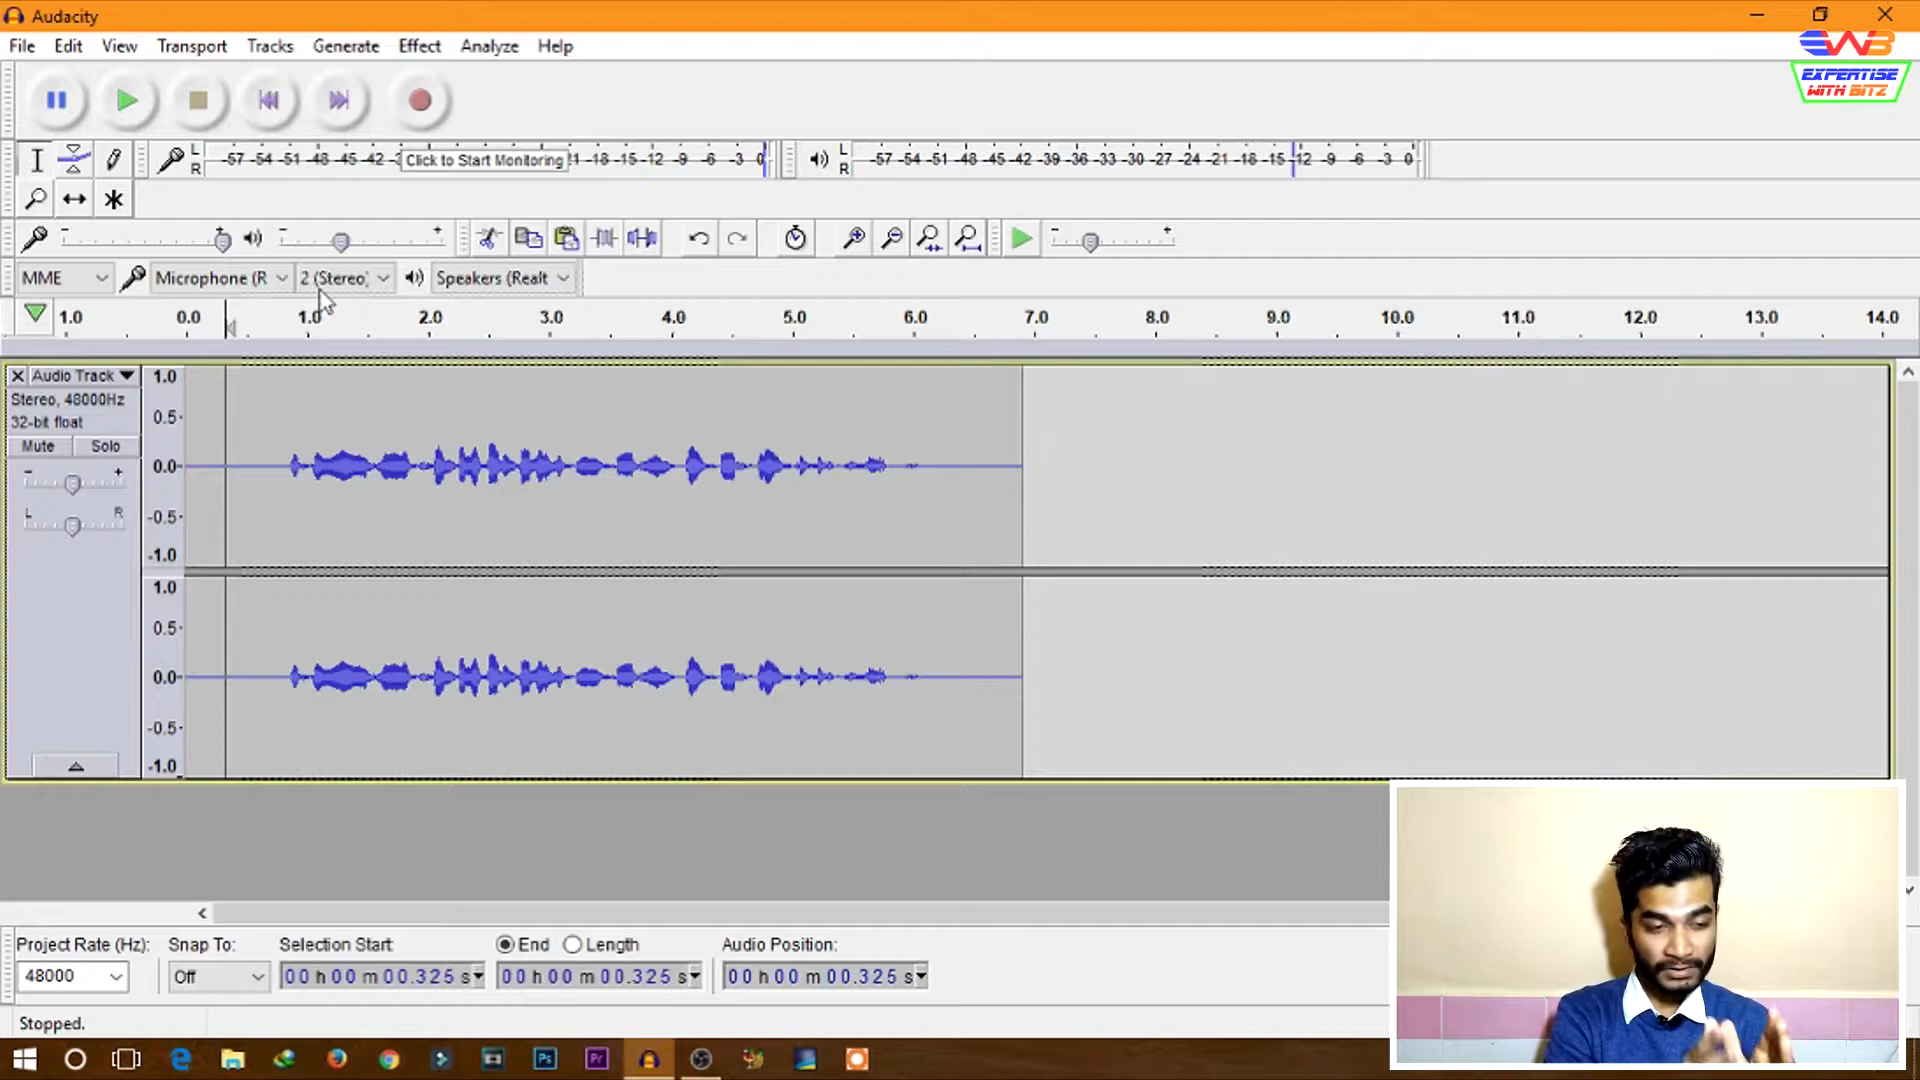 Audacity
File Edit View Transport Tracks Generate Effect Analyze Help
EWB
EXPERTISE
WITH BITZ
L
R
-57 -54 -51 -48 -45 -42 -3 Click to Start Monitoring 1 -18 -15 -12 -9 -6 -3 0
L
R
-57 -54 -51 -48 -45 -42 -39 -36 -33 -30 -27 -24 -21 -18 -15 -12 -9 -6 -3 0
MME Microphone (R 2 (Stereo) Speakers (Realt
1.0 0.0 1.0 2.0 3.0 4.0 5.0 6.0 7.0 8.0 9.0 10.0 11.0 12.0 13.0 14.0
Audio Track
Stereo, 48000Hz
32-bit float
Mute Solo
- +
L R
1.0
0.5
0.0
-0.5
-1.0
1.0
0.5
0.0
-0.5
-1.0
Project Rate (Hz): Snap To: Selection Start: End Length Audio Position:
48000 Off 00 h 00 m 00.325 s 00 h 00 m 00.325 s 00 h 00 m 00.325 s
Stopped.
Ps Pr